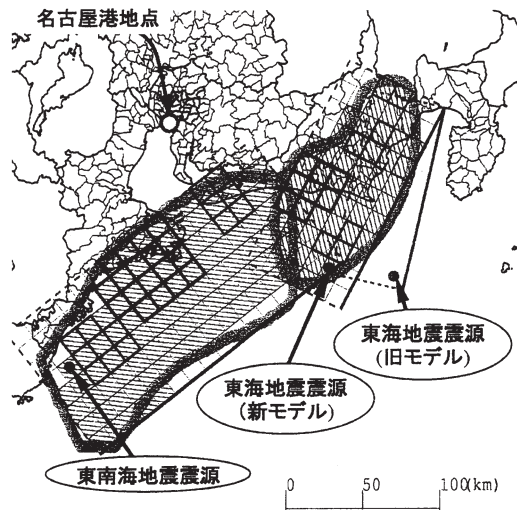 名古屋港地点
東海地震震源
(旧モデル)
東海地震震源
(新モデル)
東南海地震震源
0 50 100(km)